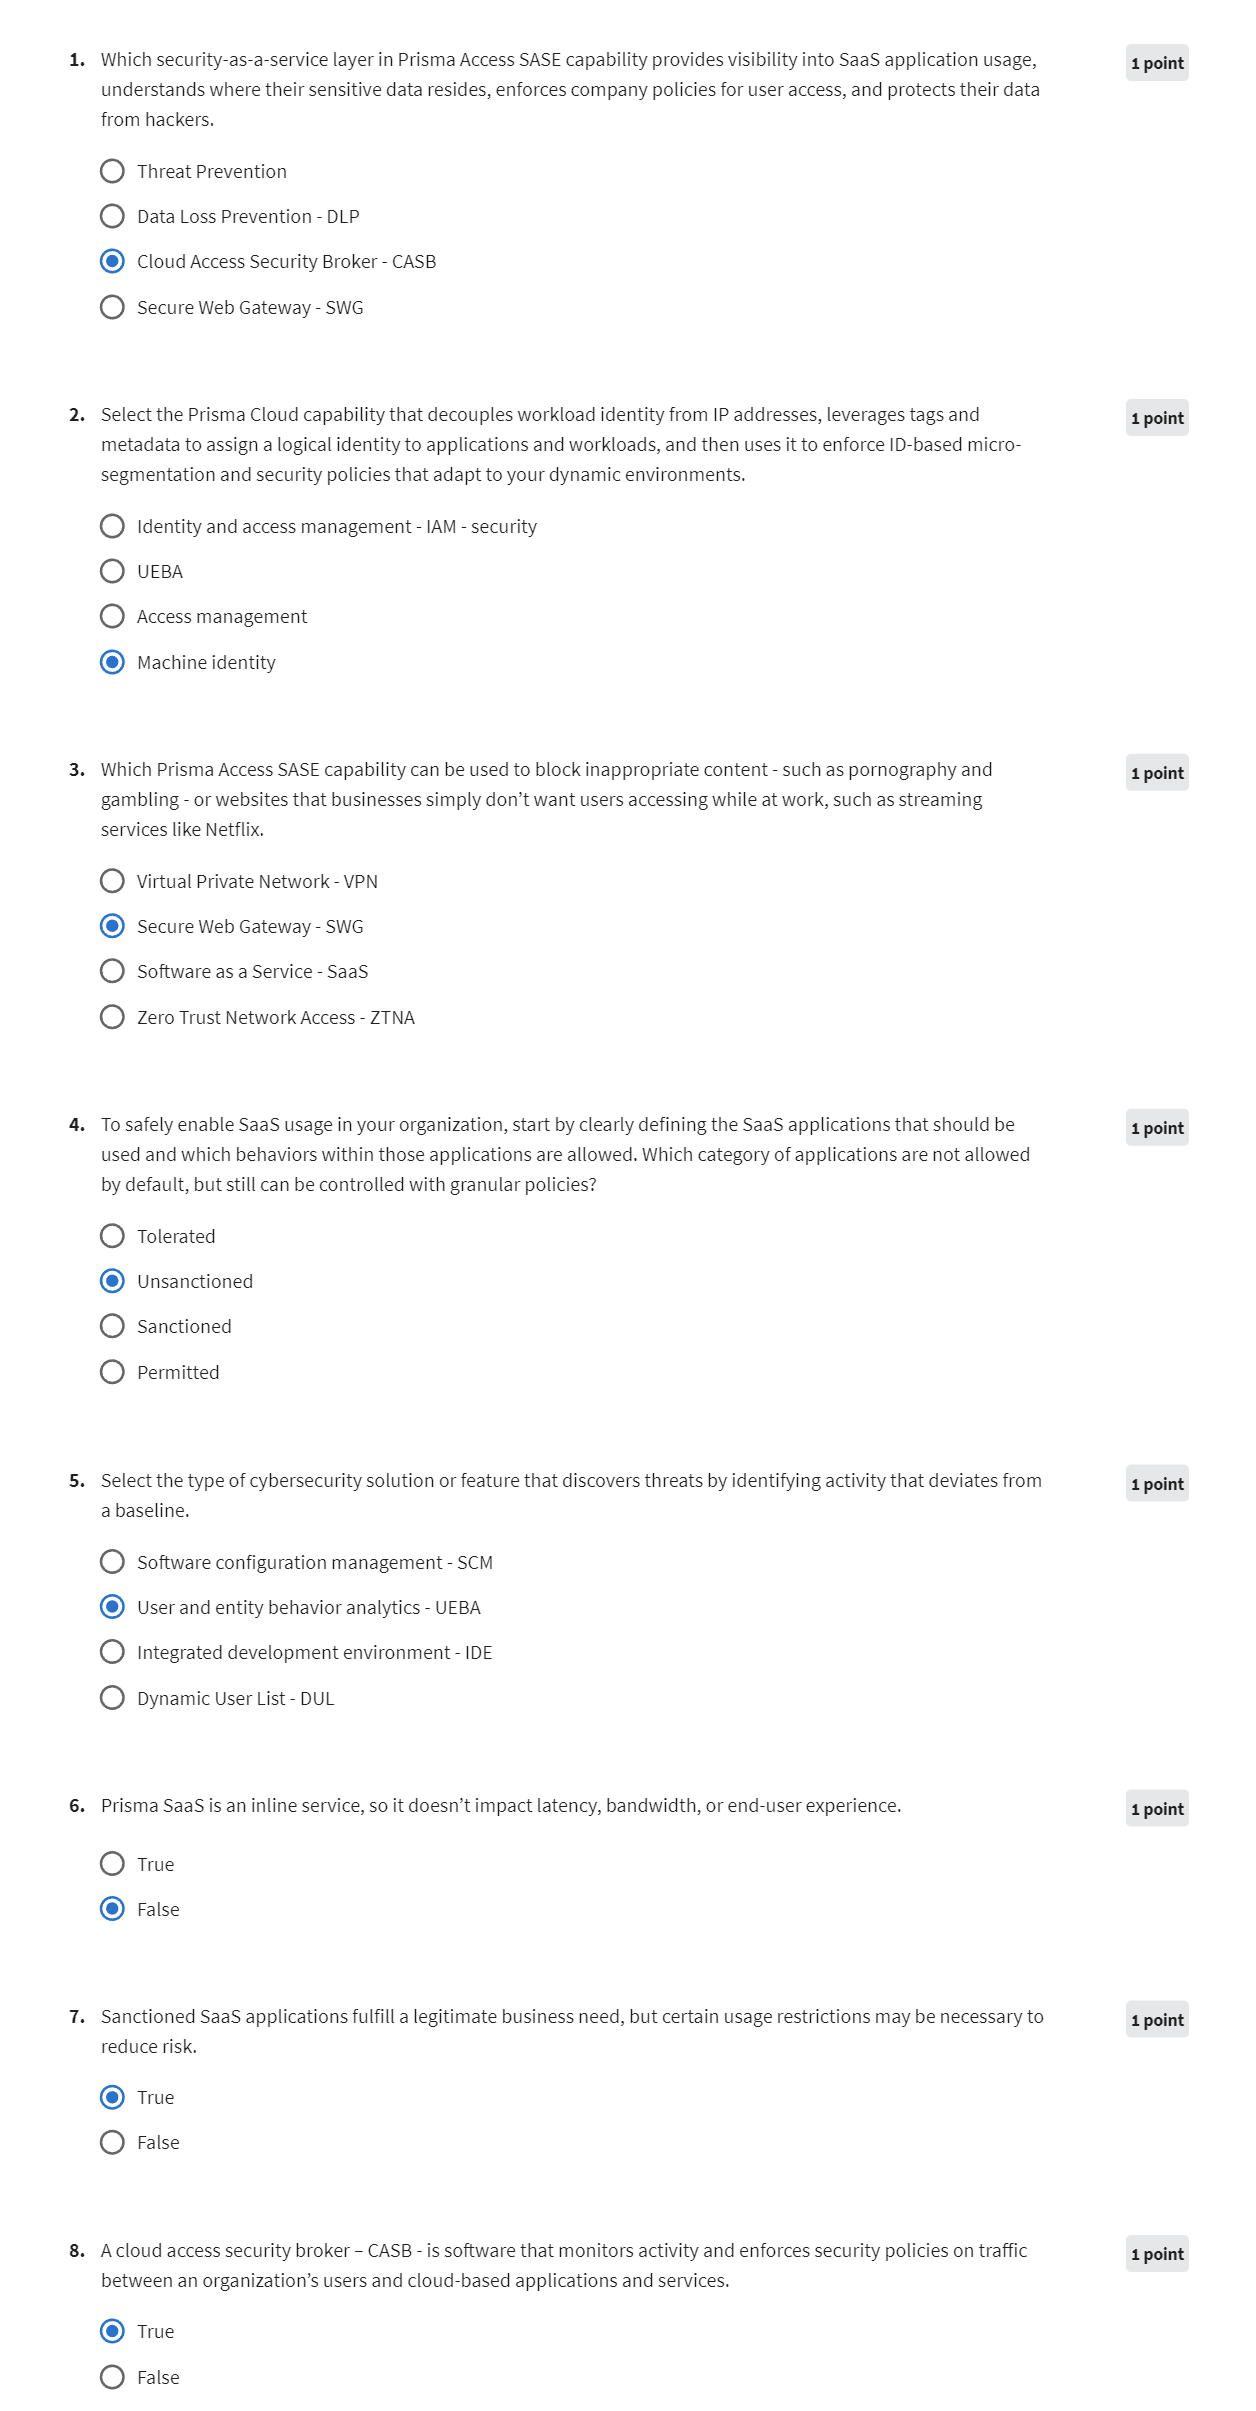 1. Which security-as-a-service layer in Prisma Access SASE capability provides visibility into SaaS application usage, 1 point
understands where their sensitive data resides, enforces company policies for user access, and protects their data
from hackers.
Threat Prevention
Data Loss Prevention - DLP
Cloud Access Security Broker - CASB
Secure Web Gateway - SWG
2. Select the Prisma Cloud capability that decouples workload identity from IP addresses, leverages tags and 1 point
metadata to assign a logical identity to applications and workloads, and then uses it to enforce ID-based micro-
segmentation and security policies that adapt to your dynamic environments.
Identity and access management - IAM - security
UEBA
Access management
Machine identity
3. Which Prisma Access SASE capability can be used to block inappropriate content - such as pornography and 1 point
gambling - or websites that businesses simply don’t want users accessing while at work, such as streaming
services like Netflix.
Virtual Private Network - VPN
Secure Web Gateway - SWG
Software as a Service - SaaS
Zero Trust Network Access - ZTNA
4. To safely enable SaaS usage in your organization, start by clearly defining the SaaS applications that should be 1 point
used and which behaviors within those applications are allowed. Which category of applications are not allowed
by default, but still can be controlled with granular policies?
Tolerated
Unsanctioned
Sanctioned
Permitted
5. Select the type of cybersecurity solution or feature that discovers threats by identifying activity that deviates from 1 point
a baseline.
Software configuration management - SCM
User and entity behavior analytics - UEBA
Integrated development environment - IDE
Dynamic User List - DUL
6. Prisma SaaS is an inline service, so it doesn’t impact latency, bandwidth, or end-user experience. 1 point
True
False
7. Sanctioned SaaS applications fulfill a legitimate business need, but certain usage restrictions may be necessary to 1 point
reduce risk.
True
False
8. A cloud access security broker – CASB - is software that monitors activity and enforces security policies on traffic 1 point
between an organization’s users and cloud-based applications and services.
True
False